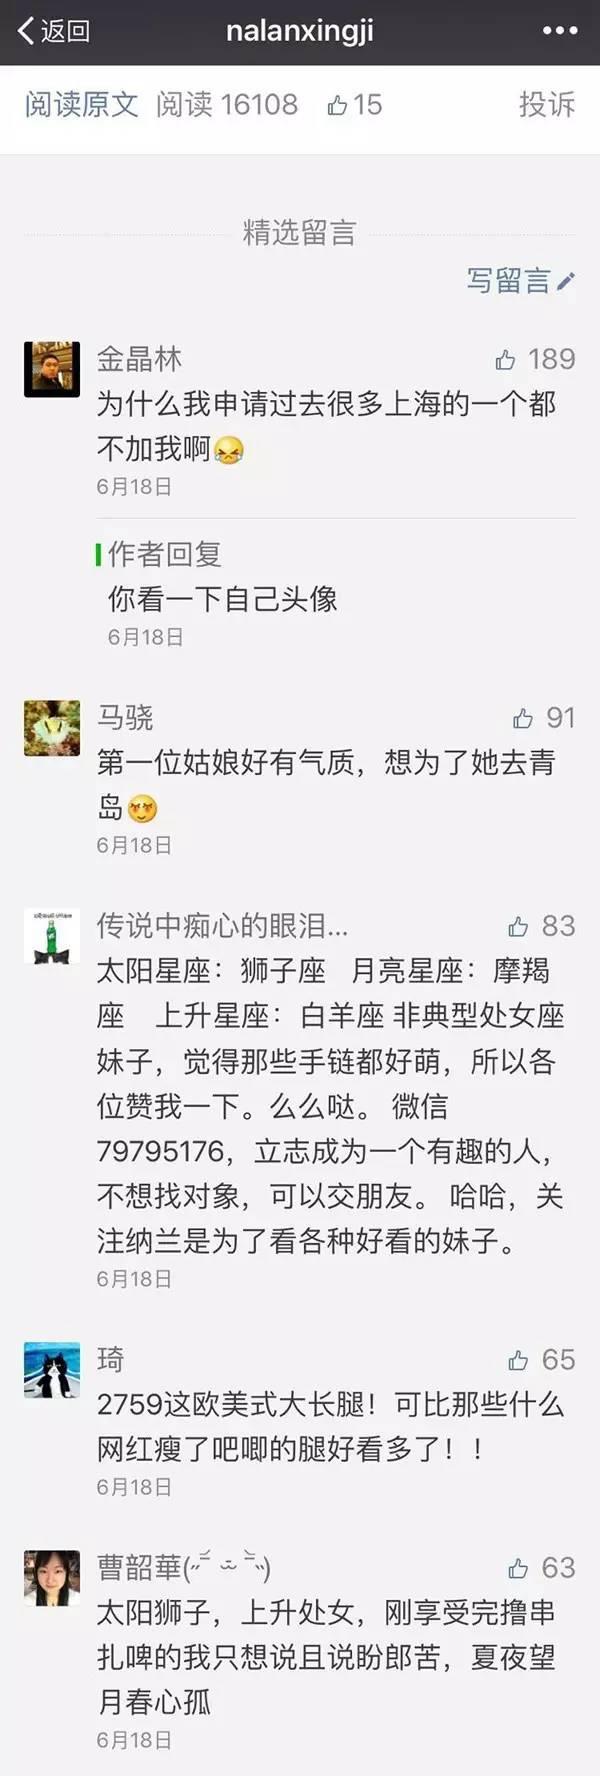 返回
nalanxingji
阅读原文 阅读 16108 15 投诉
精选留言
写留言
金晶林 189
为什么我申请过去很多上海的一个都
不加我啊😭
6月18日
作者回复
你看一下自己头像
6月18日
马骁 91
第一位姑娘好有气质，想为了她去青
岛😍
6月18日
传说中痴心的眼泪... 83
太阳星座：狮子座 月亮星座：摩羯
座 上升星座：白羊座 非典型处女座
妹子，觉得那些手链都好萌，所以各
位赞我一下。么么哒。 微信
79795176，立志成为一个有趣的人，
不想找对象，可以交朋友。 哈哈，关
注纳兰是为了看各种好看的妹子。
6月18日
琦 65
2759这欧美式大长腿！可比那些什么
网红瘦了吧唧的腿好看多了！！
6月18日
曹韶華 63
太阳狮子，上升处女，刚享受完撸串
扎啤的我只想说且说盼郎苦，夏夜望
月春心孤
6月18日